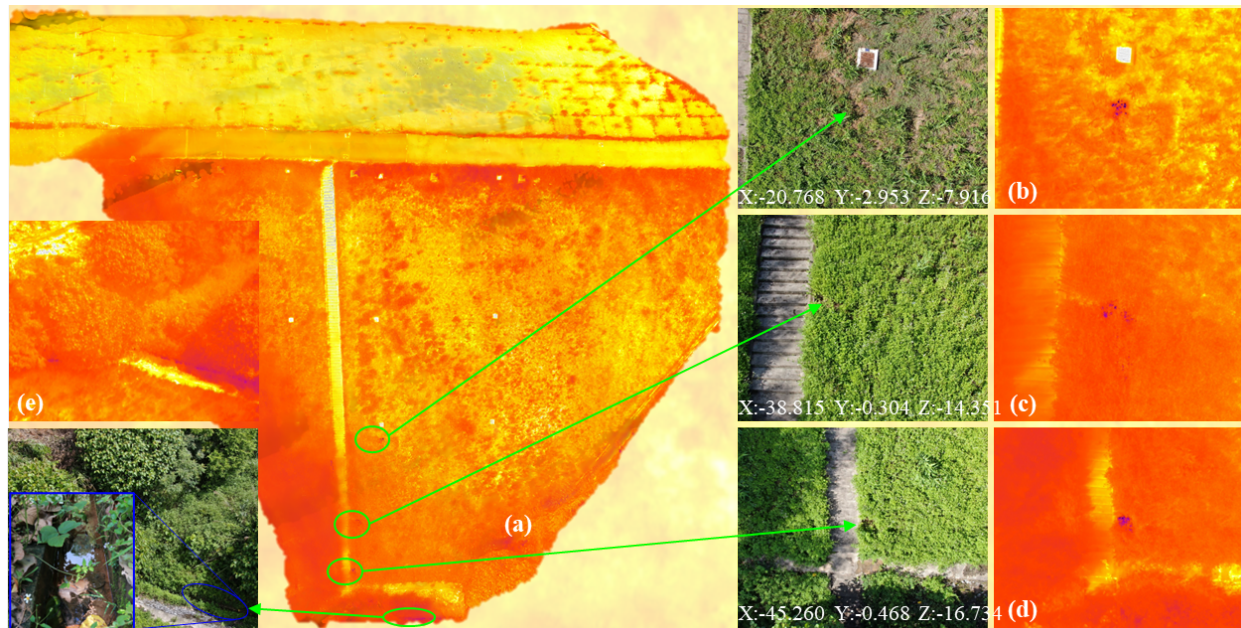 X:-20.768 Y:-2.953 Z:-7.916
(b)
X:-38.815 Y:-0.304 Z:-14.351
(c)
(e)
(a)
X:-45.260 Y:-0.468 Z:-16.734
(d)